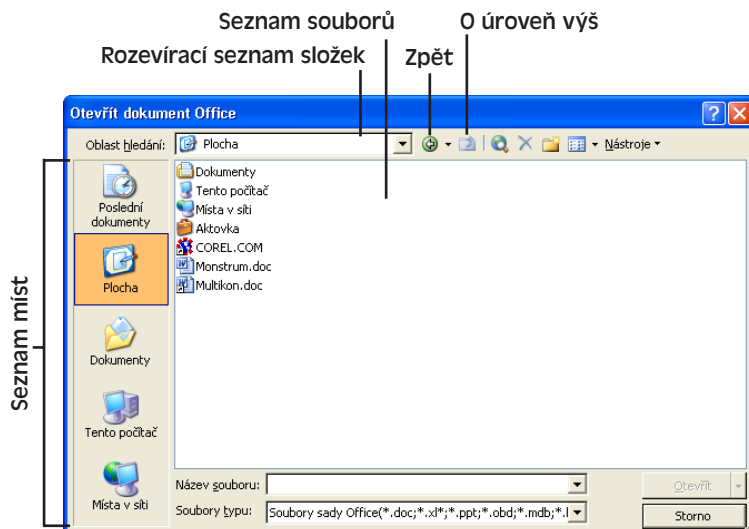 Seznam souborů
O úroveň výš
Rozevírací seznam složek
Zpět
Otevřít dokument Office
Oblast hledání:
Plocha
Nástroje
Poslední
dokumenty
Plocha
Dokumenty
Tento počítač
Místa v síti
Seznam míst
Dokumenty
Tento počítač
Místa v síti
Aktovka
COREL.COM
Monstrum.doc
Multikon.doc
Název souboru:
Otevřít
Soubory typu:
Soubory sady Office(*.doc;*.xl*;*.ppt;*.obd;*.mdb;*.l
Storno